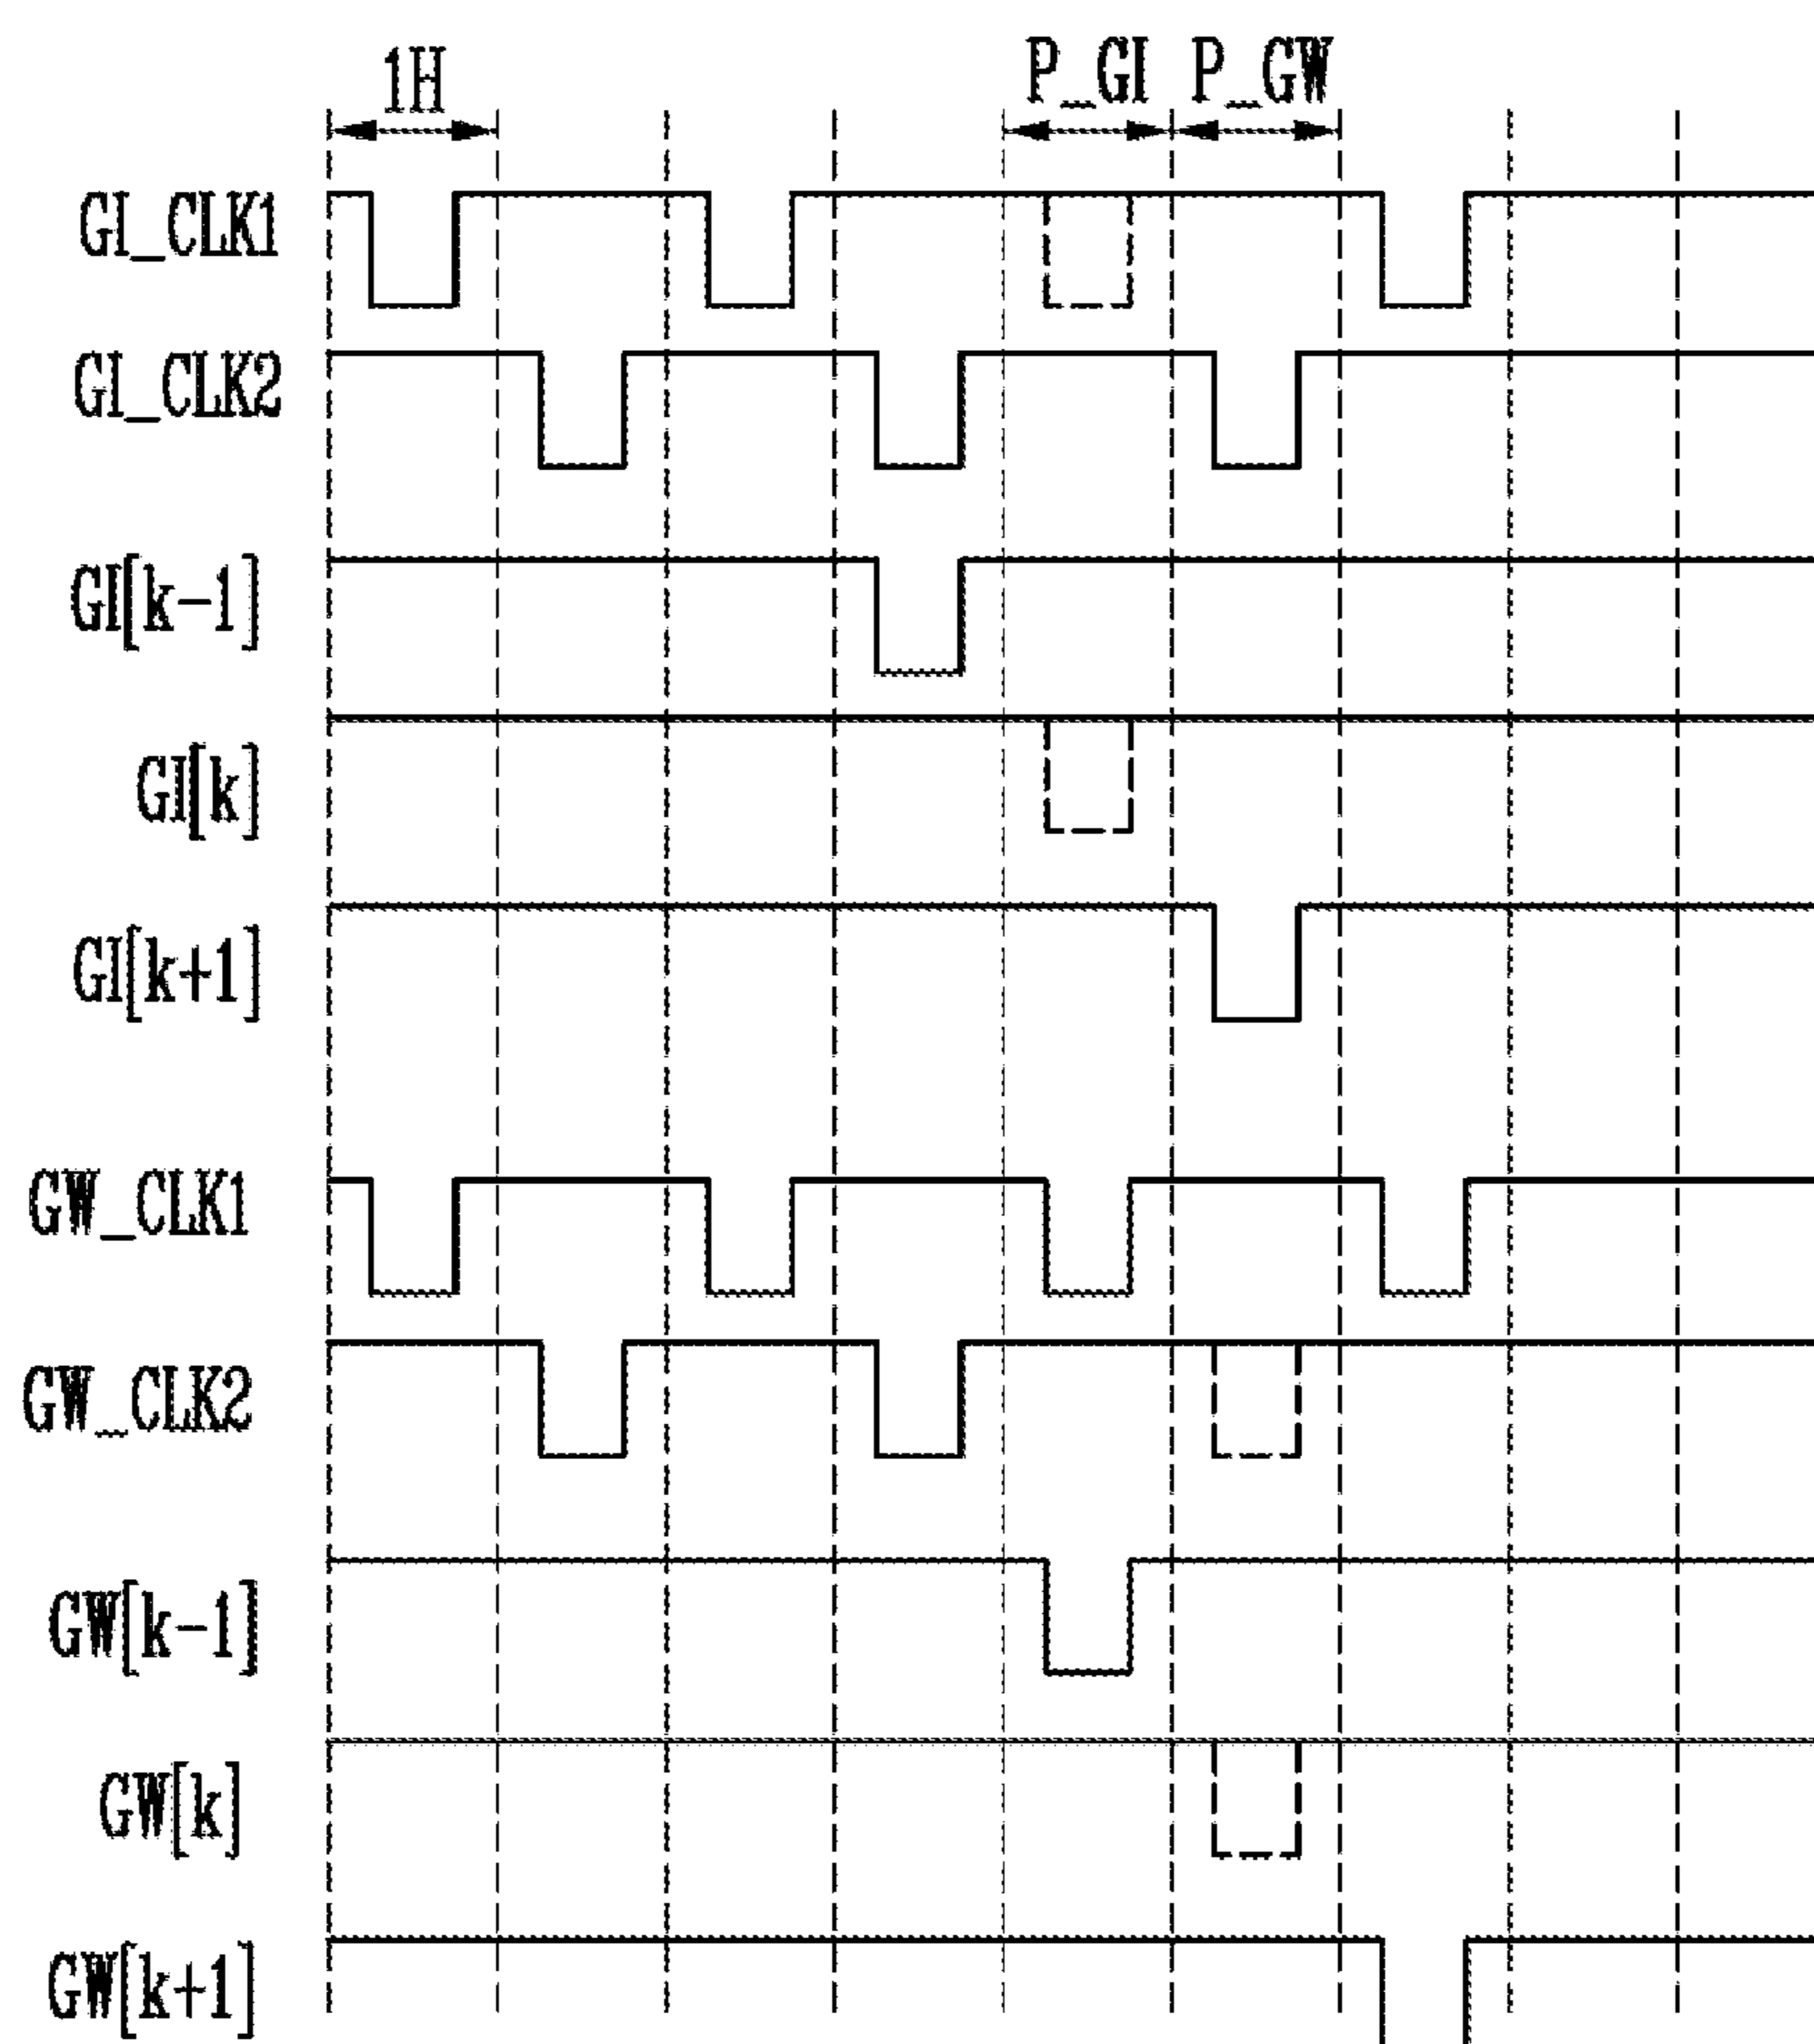 1H P_GI P_GW
GI_CLK1
GI_CLK2
GI[k-1]
GI[k]
GI[k+1]
GW_CLK1
GW_CLK2
GW[k-1]
GW[k]
GW[k+1]